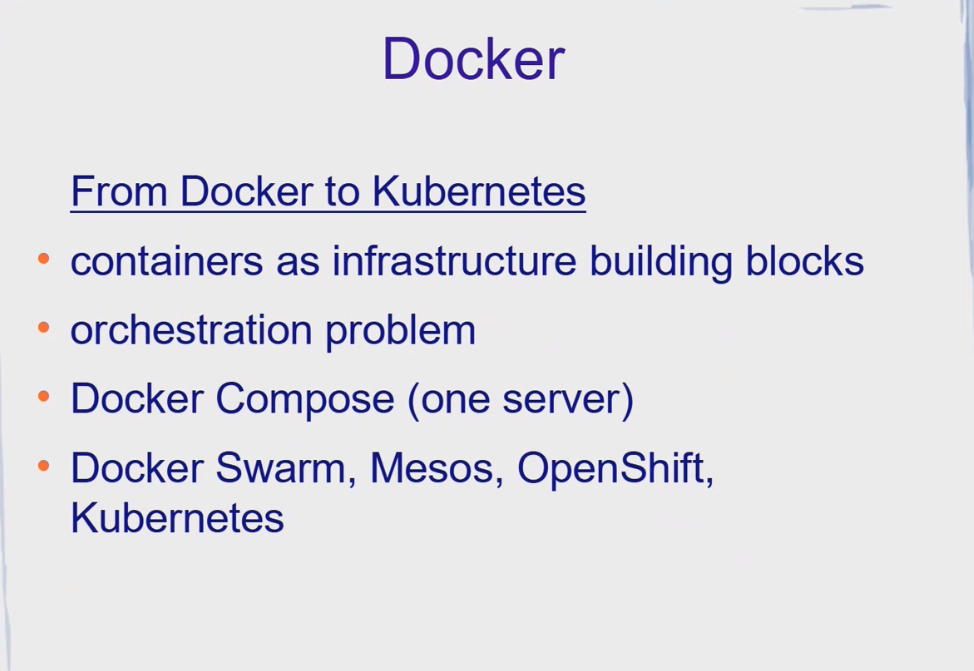 Docker
From Docker to Kubernetes
containers as infrastructure building blocks
orchestration problem
Docker Compose (one server)
Docker Swarm, Mesos, OpenShift,
Kubernetes